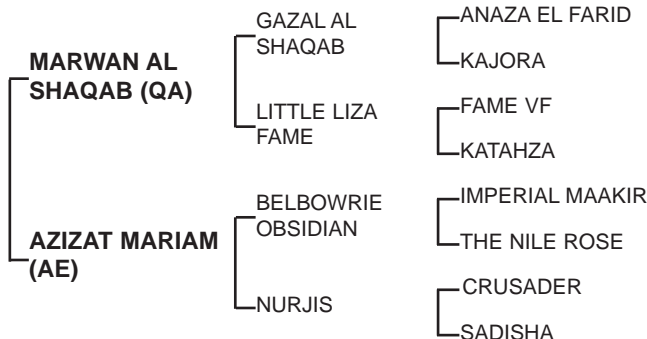 MARWAN AL
SHAQAB (QA)
AZIZAT MARIAM
(AE)
GAZAL AL
SHAQAB
LITTLE LIZA
FAME
BELBOWRIE
OBSIDIAN
NURJIS
ANAZA EL FARID
KAJORA
FAME VF
KATAHZA
IMPERIAL MAAKIR
THE NILE ROSE
CRUSADER
SADISHA